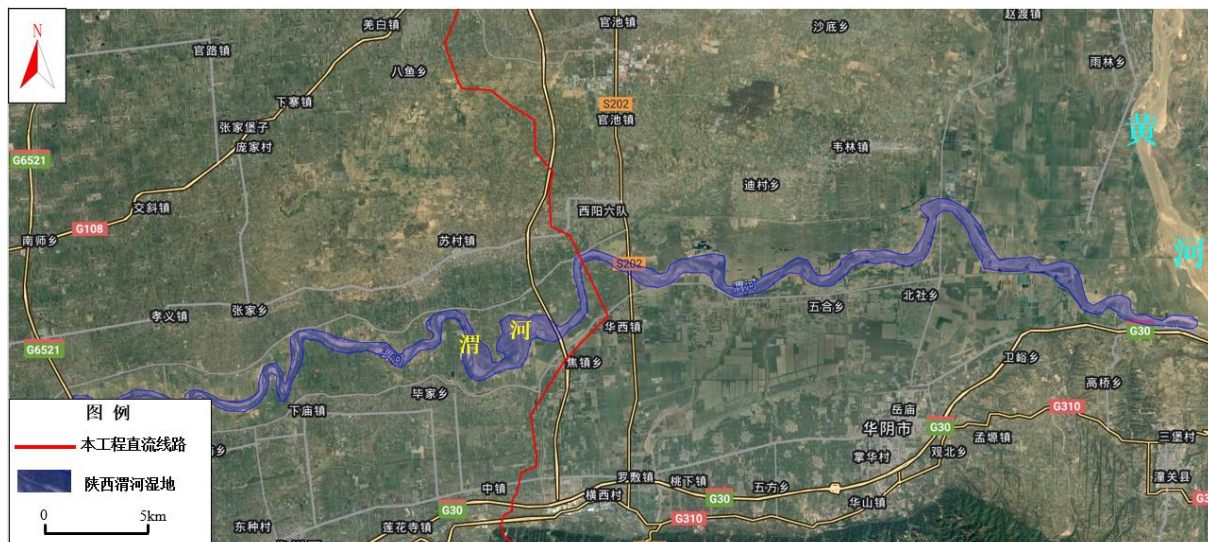 羌白镇
官池镇
赵渡镇
沙底乡
N
官路镇
八鱼乡
雨林乡
下寨镇
S202
官池镇
张家堡子
黄
G6521
庞家村
韦林镇
迪村乡
交斜镇
西阳六队
G108
南师乡
苏村镇
河
S202
渭河
张家乡
五合乡
北社乡
孝义镇
华西镇
渭
河
G30
G6521
渭河
焦镇乡
卫峪乡
毕家乡
高桥乡
图 例
下庙镇
岳庙
G310
本工程直流线路
华阴市
G30
孟塬镇
三堡村
掌华村
观北乡
陕西渭河湿地
中镇
罗敷镇
桃下镇
五方乡
潼关县
横西村
G30
华山镇
G30
0
5km
东种村
莲花寺镇
G310